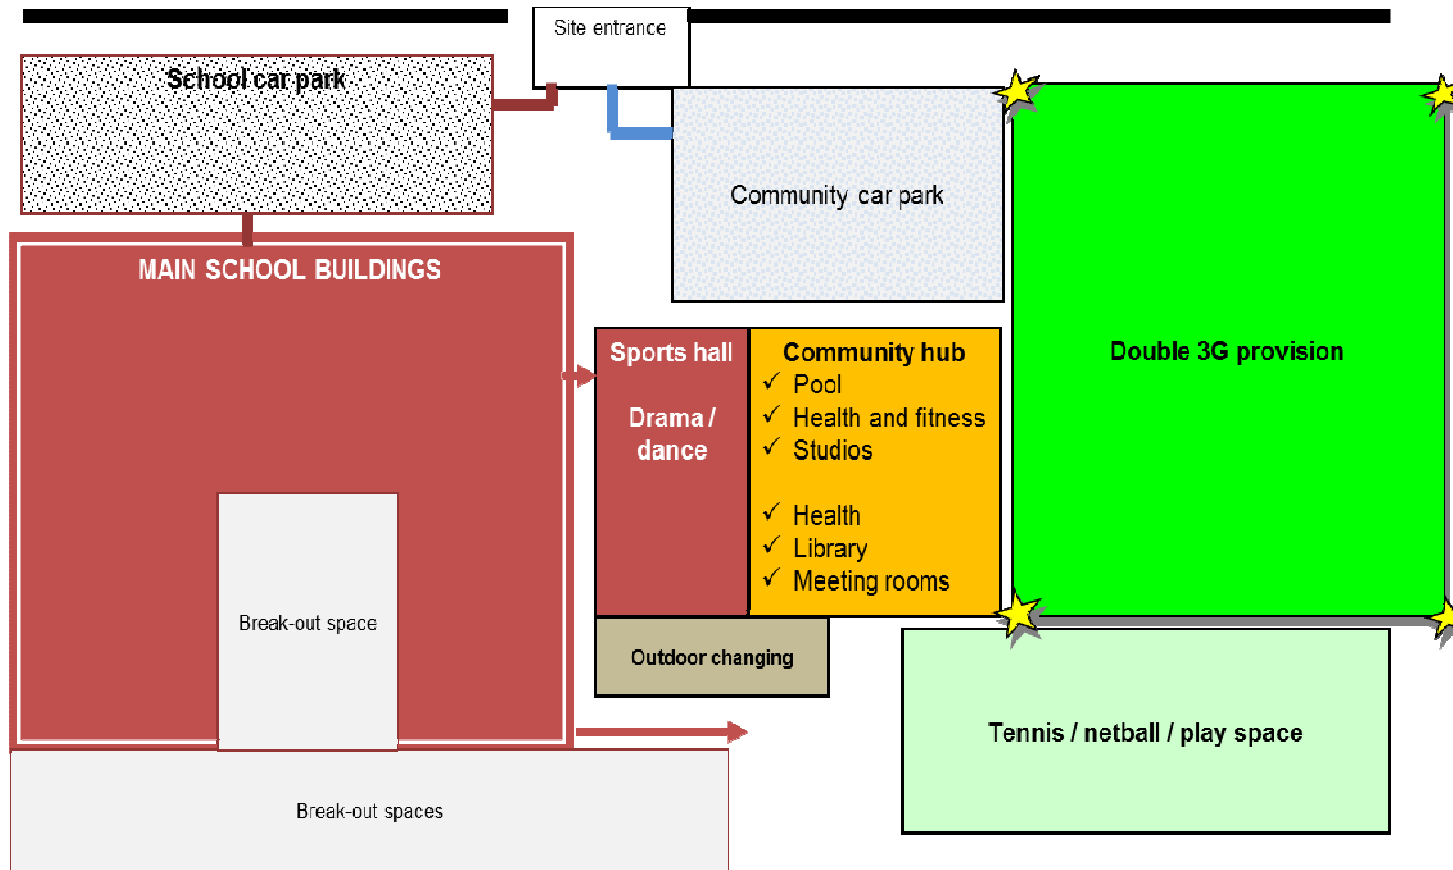 Site entrance
School car park
Community car park
MAIN SCHOOL BUILDINGS
Sports hall
Drama /
dance
Community hub
✓ Pool
✓ Health and fitness
✓ Studios
✓ Health
✓ Library
✓ Meeting rooms
Double 3G provision
Break-out space
Outdoor changing
Tennis / netball / play space
Break-out spaces